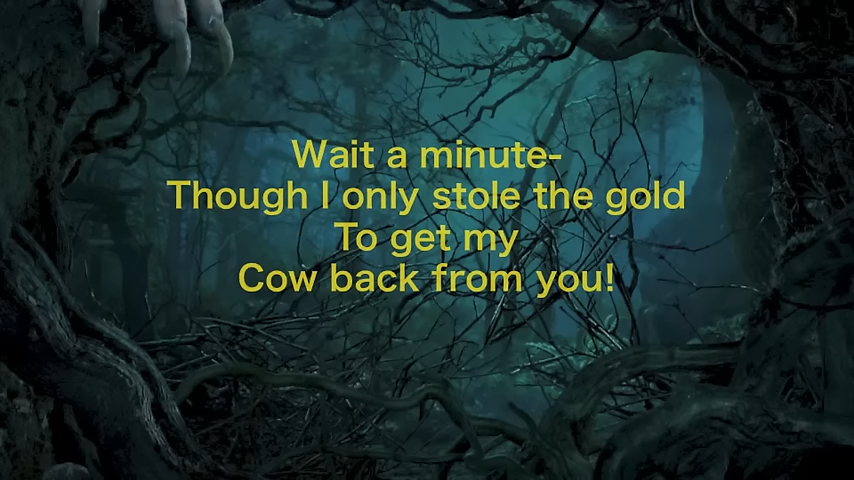 Wait a minute-
Though I only stole the gold
To get my
Cow back from you!